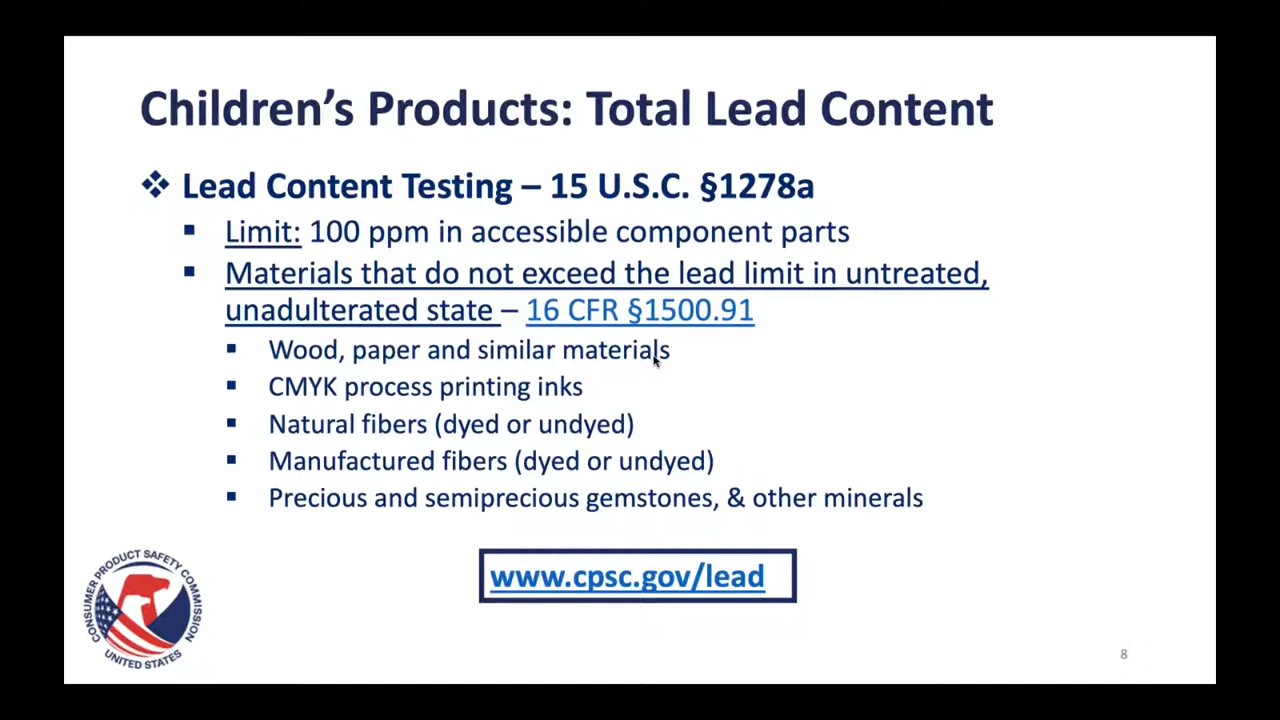 Children's Products: Total Lead Content
❖ Lead Content Testing – 15 U.S.C. §1278a
▪ Limit: 100 ppm in accessible component parts
▪ Materials that do not exceed the lead limit in untreated,
unadulterated state – 16 CFR §1500.91
▪ Wood, paper and similar materials
▪ CMYK process printing inks
▪ Natural fibers (dyed or undyed)
▪ Manufactured fibers (dyed or undyed)
▪ Precious and semiprecious gemstones, & other minerals
www.cpsc.gov/lead
CONSUMER PRODUCT SAFETY COMMISSION
UNITED STATES
8